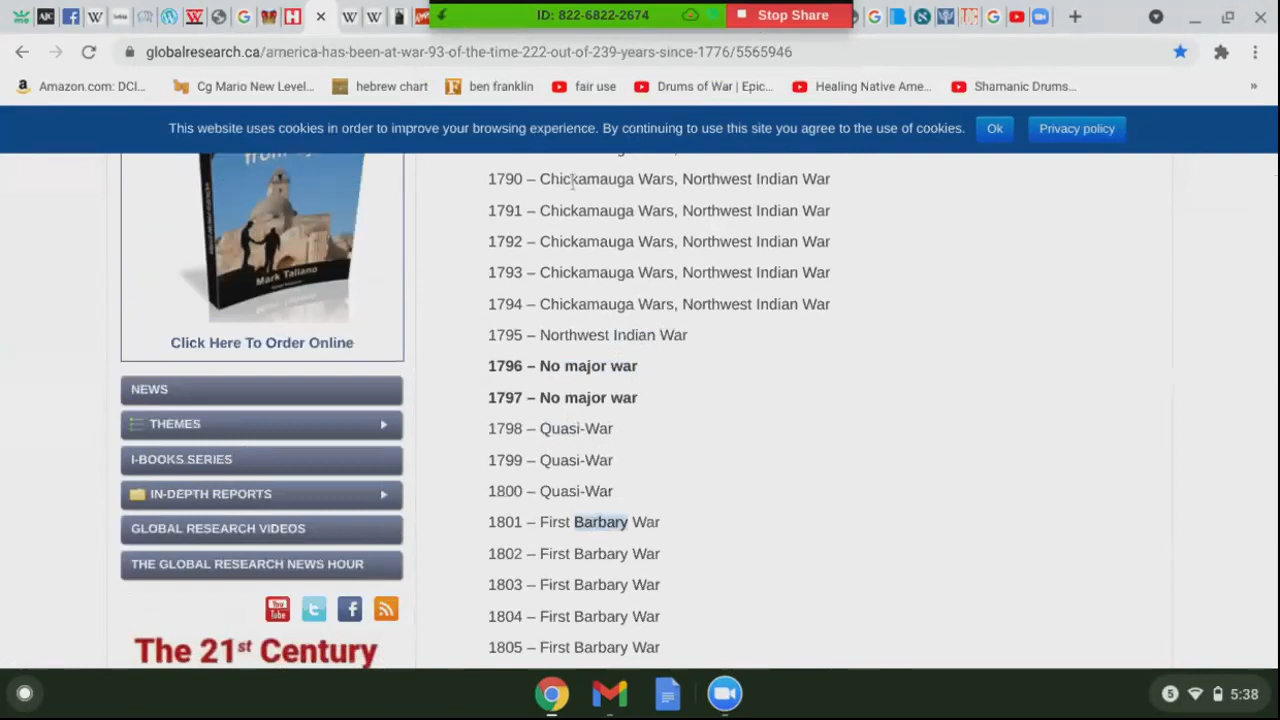 ID: 822-6822-2674
Stop Share
globalresearch.ca/america-has-been-at-war-93-of-the-time-222-out-of-239-years-since-1776/5565946
Amazon.com: DCI...
Cg Mario New Level...
hebrew chart
ben franklin
fair use
Drums of War | Epic...
Healing Native Ame...
Shamanic Drums...
»
This website uses cookies in order to improve your browsing experience. By continuing to use this site you agree to the use of cookies.
Ok
Privacy policy
Mark Taliano
Click Here To Order Online
NEWS
THEMES
I-BOOKS SERIES
IN-DEPTH REPORTS
GLOBAL RESEARCH VIDEOS
THE GLOBAL RESEARCH NEWS HOUR
You Tube
The 21st Century
1790 – Chickamauga Wars, Northwest Indian War
1791 – Chickamauga Wars, Northwest Indian War
1792 – Chickamauga Wars, Northwest Indian War
1793 – Chickamauga Wars, Northwest Indian War
1794 – Chickamauga Wars, Northwest Indian War
1795 – Northwest Indian War
1796 – No major war
1797 – No major war
1798 – Quasi-War
1799 – Quasi-War
1800 – Quasi-War
1801 – First Barbary War
1802 – First Barbary War
1803 – First Barbary War
1804 – First Barbary War
1805 – First Barbary War
5
5:38